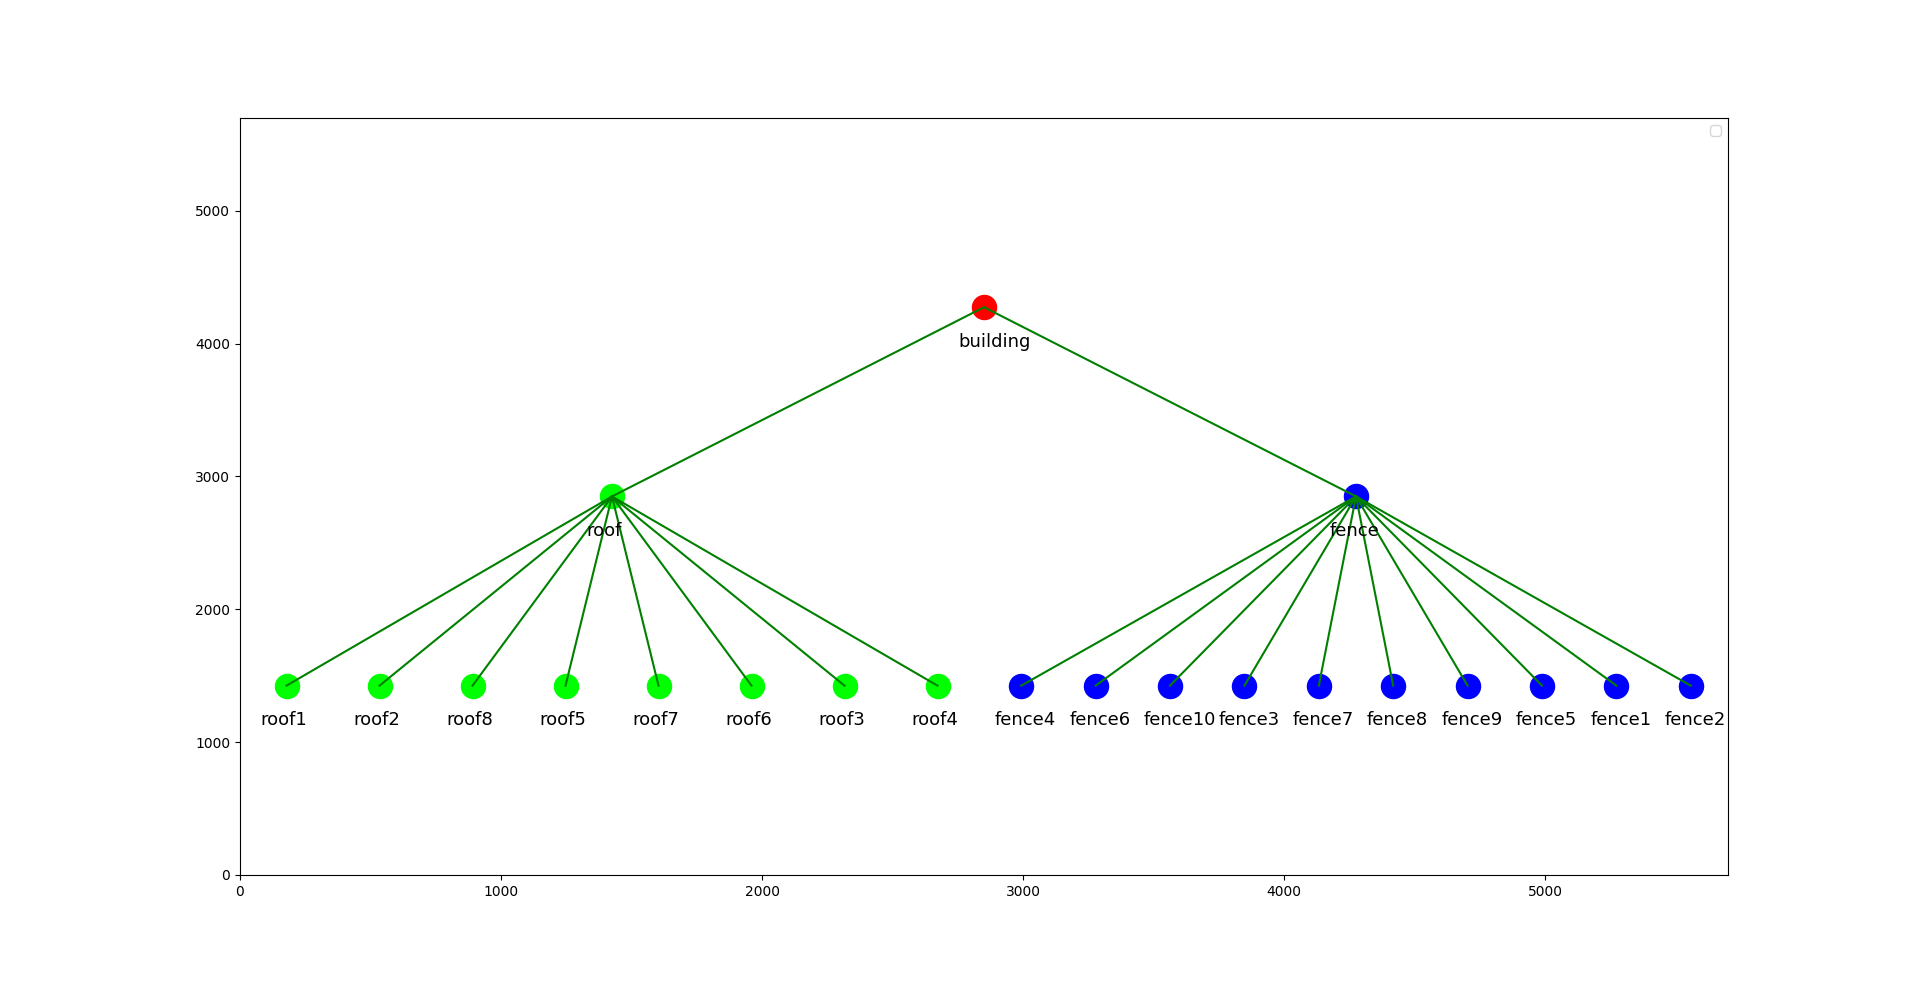 5000
4000
building
3000
roof fence
2000
roof1 roof2 roof8 roof5 roof7 roof6 roof3 roof4 fence4 fence6 fence10 fence3 fence7 fence8 fence9 fence5 fence1 fence2
1000
0
0 1000 2000 3000 4000 5000